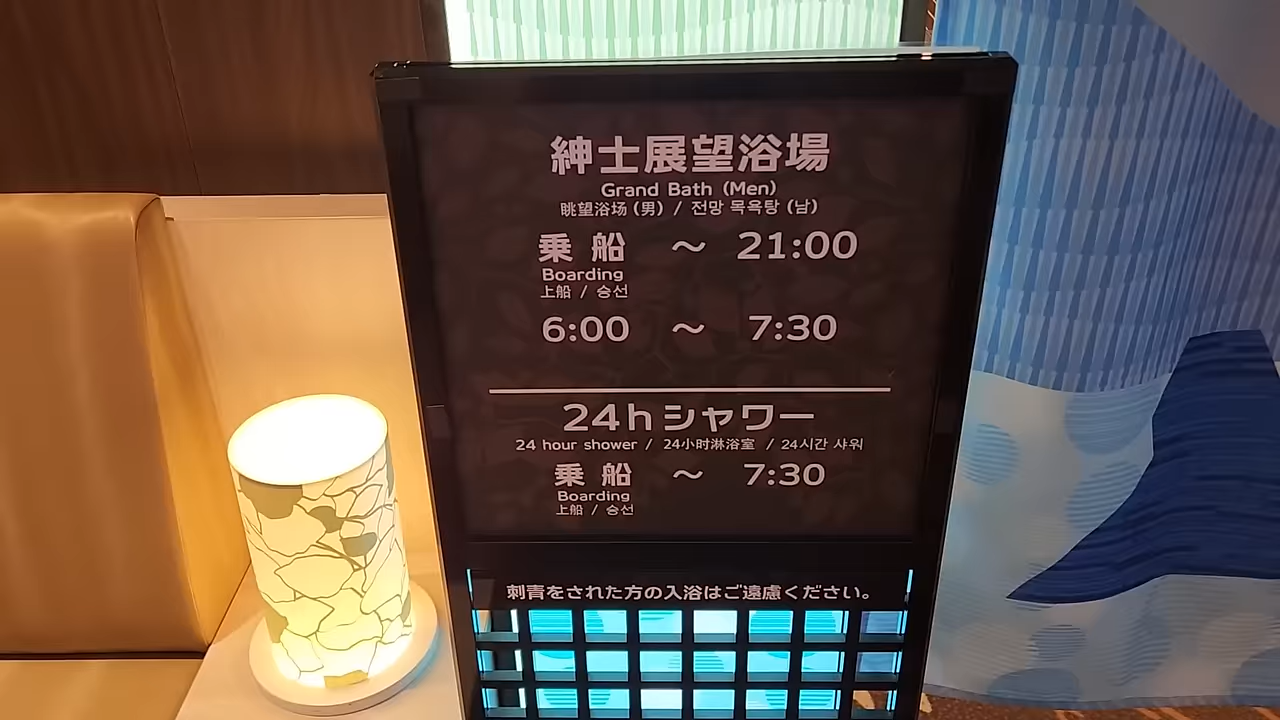 紳士展望浴場
Grand Bath (Men)
眺望浴场 (男) / 전망 목욕탕 (남)
乗 船 ～ 21:00
Boarding
上船 / 승선
6:00 ～ 7:30
24hシャワー
24 hour shower / 24小时淋浴室 / 24시간 샤워
乗 船 ～ 7:30
Boarding
上船 / 승선
刺青をされた方の入浴はご遠慮ください。